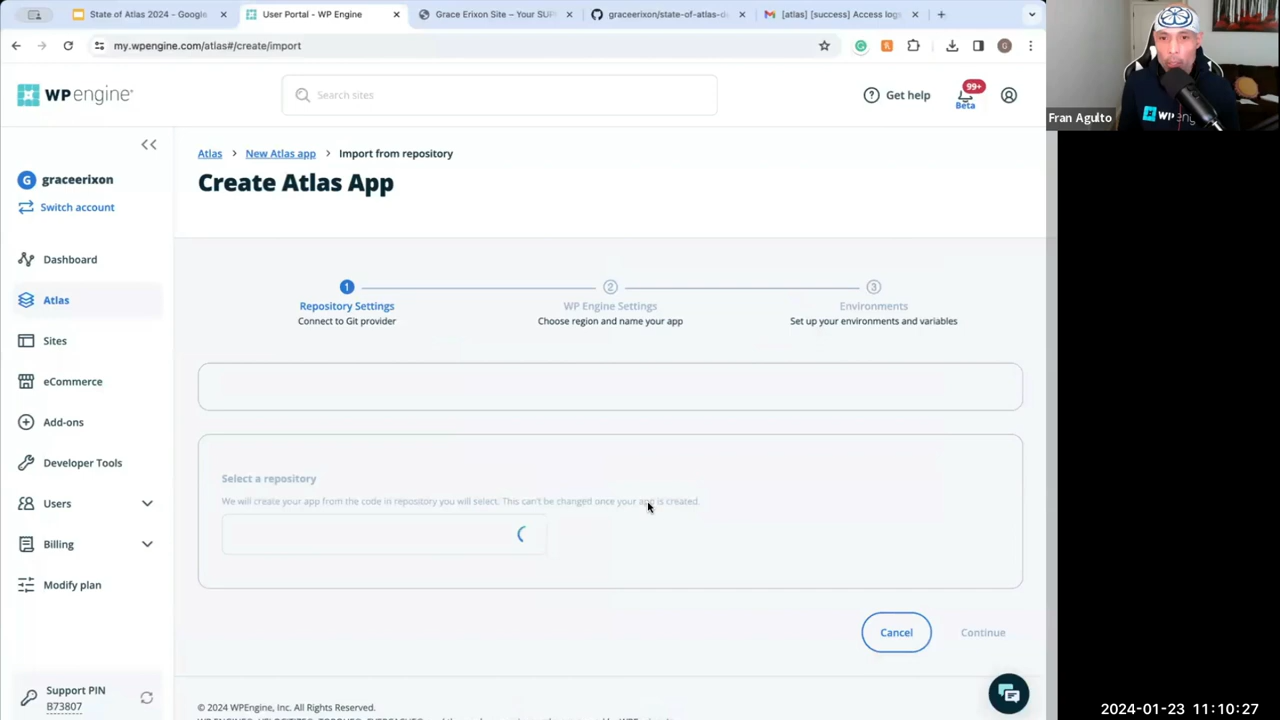 State of Atlas 2024 - Google
User Portal - WP Engine
Grace Erixon Site – Your SUP
graceerixon/state-of-atlas-d
[atlas] [success] Access logs
my.wpengine.com/atlas#/create/import
G
WP engine
Search sites
Get help
99+
Beta
Fran Agulto
WP eng
G graceerixon
Switch account
Dashboard
Atlas
Sites
eCommerce
Add-ons
Developer Tools
Users
Billing
Modify plan
Support PIN
B73807
Atlas > New Atlas app > Import from repository
Create Atlas App
1
Repository Settings
Connect to Git provider
2
WP Engine Settings
Choose region and name your app
3
Environments
Set up your environments and variables
Select a repository
We will create your app from the code in repository you will select. This can't be changed once your app is created.
Cancel
Continue
© 2024 WPEngine, Inc. All Rights Reserved.
2024-01-23 11:10:27